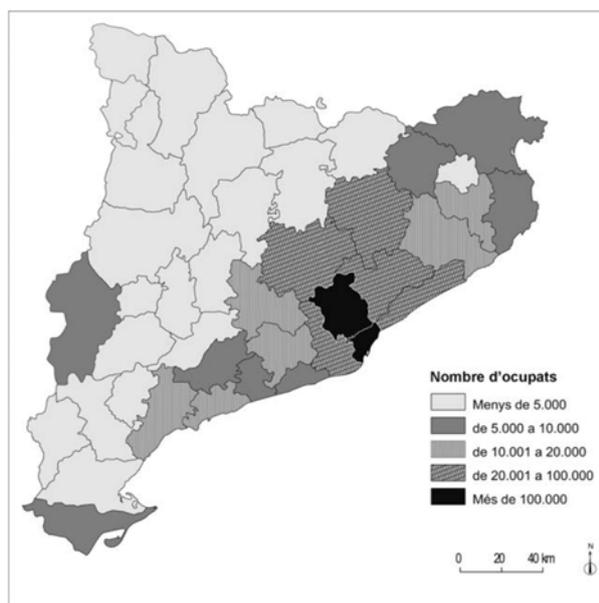 Nombre d'ocupats
Menys de 5.000
de 5.000 a 10.000
de 10.001 a 20.000
de 20.001 a 100.000
Més de 100.000
N
0 20 40 km